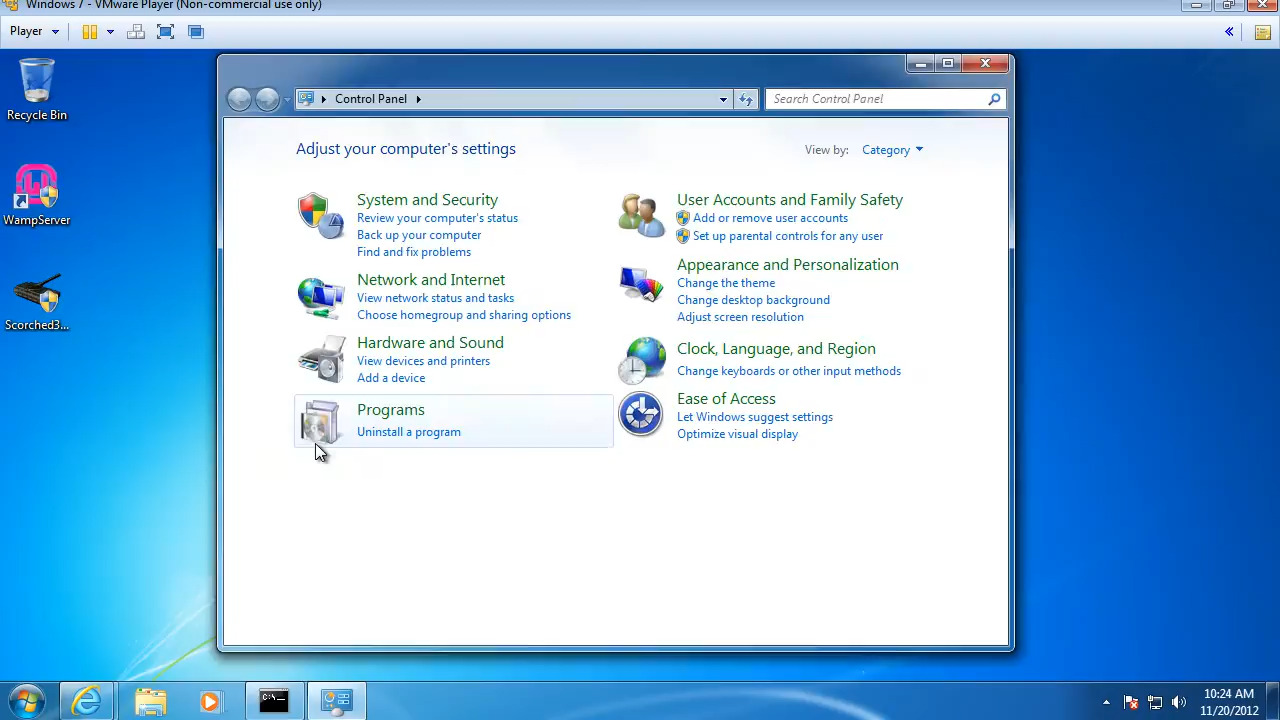 Windows 7 - VMware Player (Non-commercial use only)
Player
Recycle Bin
WampServer
Scorched3...
Control Panel
Search Control Panel
Adjust your computer's settings
View by: Category
System and Security
Review your computer's status
Back up your computer
Find and fix problems
Network and Internet
View network status and tasks
Choose homegroup and sharing options
Hardware and Sound
View devices and printers
Add a device
Programs
Uninstall a program
User Accounts and Family Safety
Add or remove user accounts
Set up parental controls for any user
Appearance and Personalization
Change the theme
Change desktop background
Adjust screen resolution
Clock, Language, and Region
Change keyboards or other input methods
Ease of Access
Let Windows suggest settings
Optimize visual display
C:\.
10:24 AM
11/20/2012